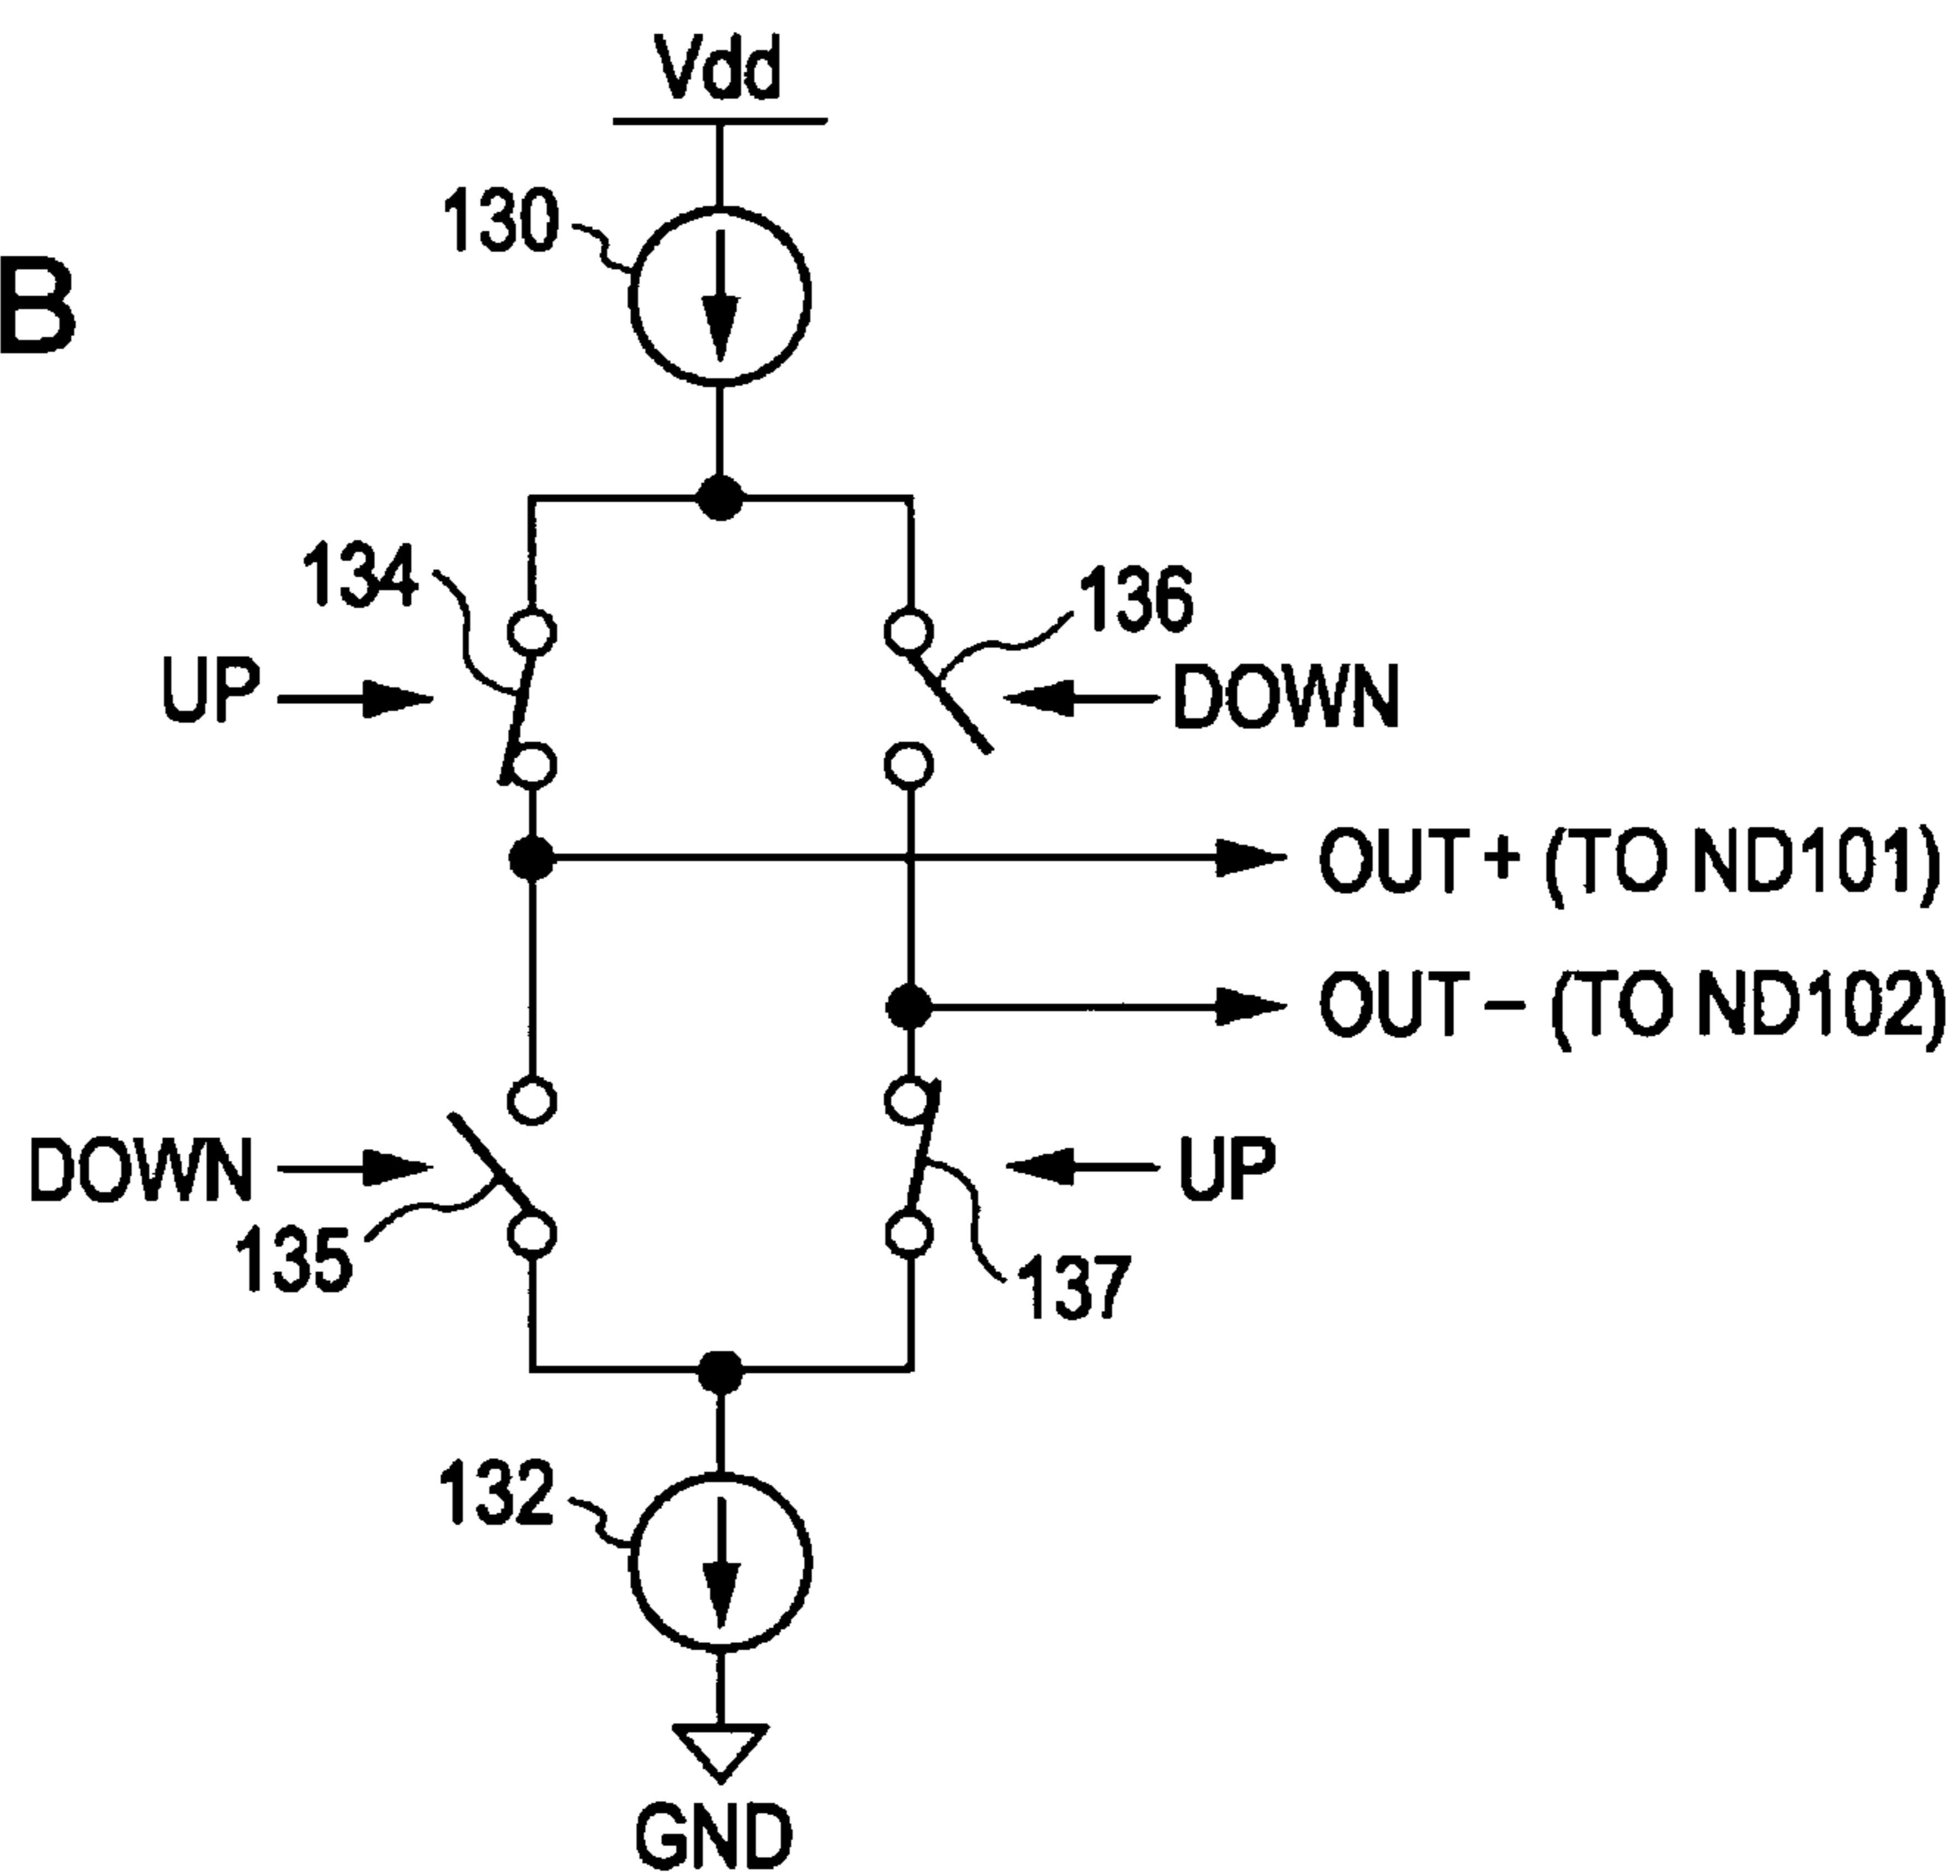 Vdd
130
B
134
136
UP
DOWN
OUT + (TO ND101)
OUT – (TO ND102)
DOWN
UP
135
137
132
GND